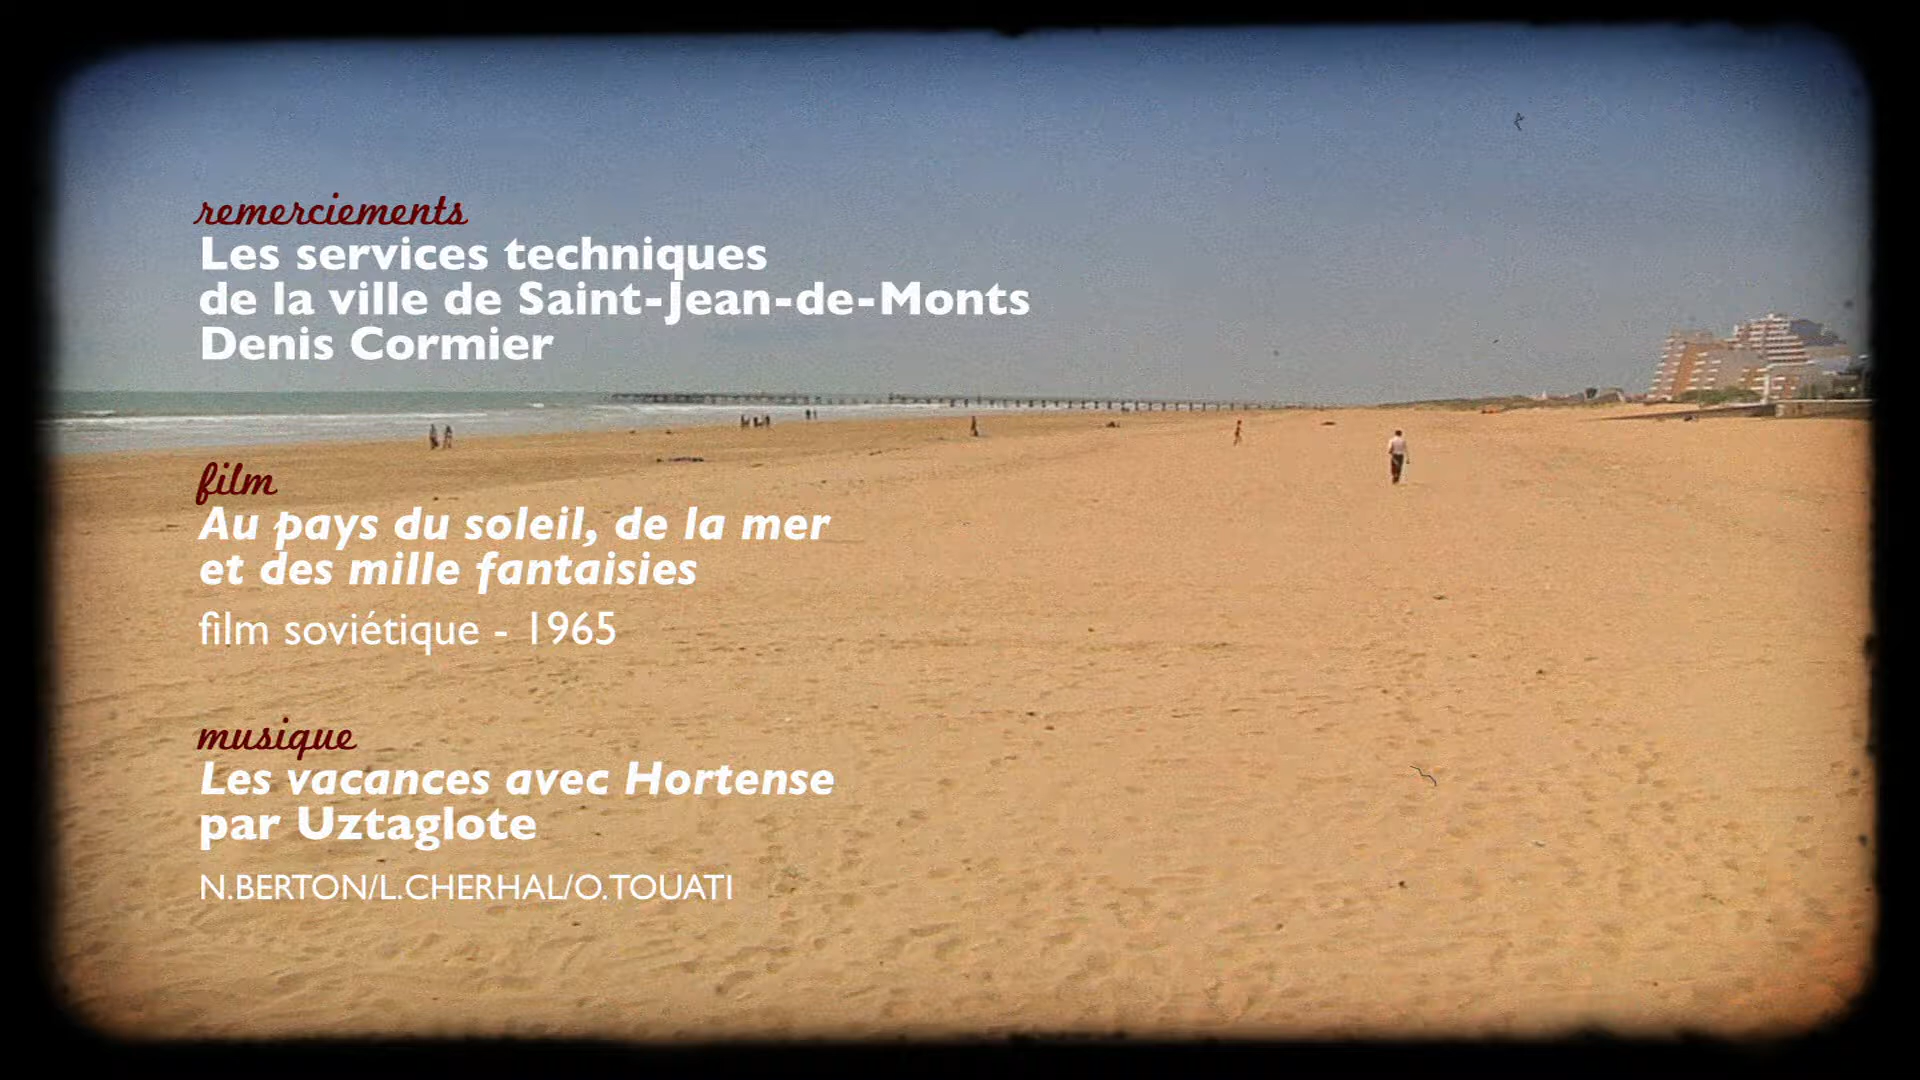 remerciements
Les services techniques
de la ville de Saint-Jean-de-Monts
Denis Cormier
film
Au pays du soleil, de la mer
et des mille fantaisies
film soviétique - 1965
musique
Les vacances avec Hortense
par Uztaglote
N.BERTON/L.CHERHAL/O.TOUATI